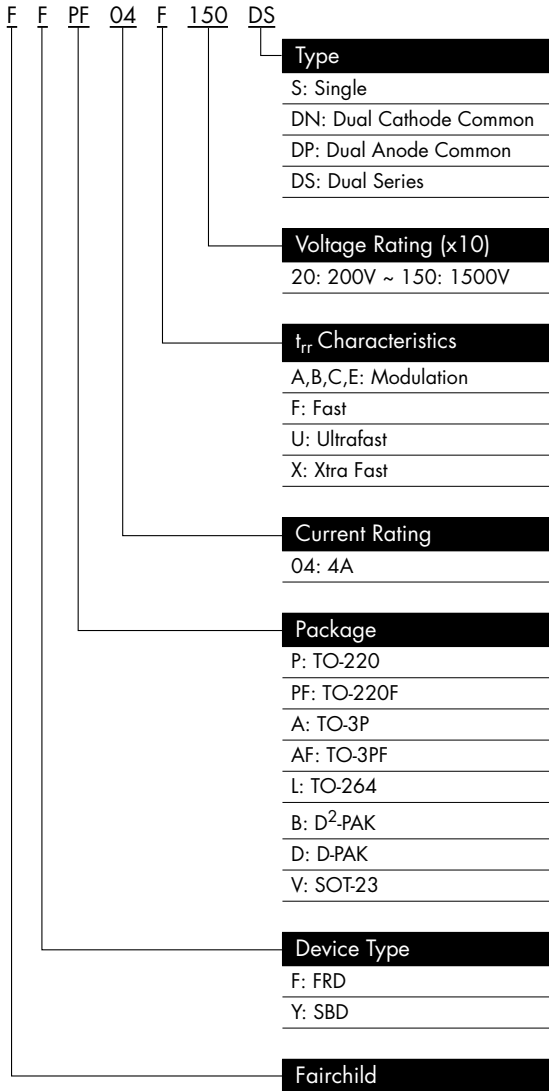 F F PF 04 F 150 DS
Type
S: Single
DN: Dual Cathode Common
DP: Dual Anode Common
DS: Dual Series
Voltage Rating (x10)
20: 200V ~ 150: 1500V
trr Characteristics
A,B,C,E: Modulation
F: Fast
U: Ultrafast
X: Xtra Fast
Current Rating
04: 4A
Package
P: TO-220
PF: TO-220F
A: TO-3P
AF: TO-3PF
L: TO-264
B: D2-PAK
D: D-PAK
V: SOT-23
Device Type
F: FRD
Y: SBD
Fairchild